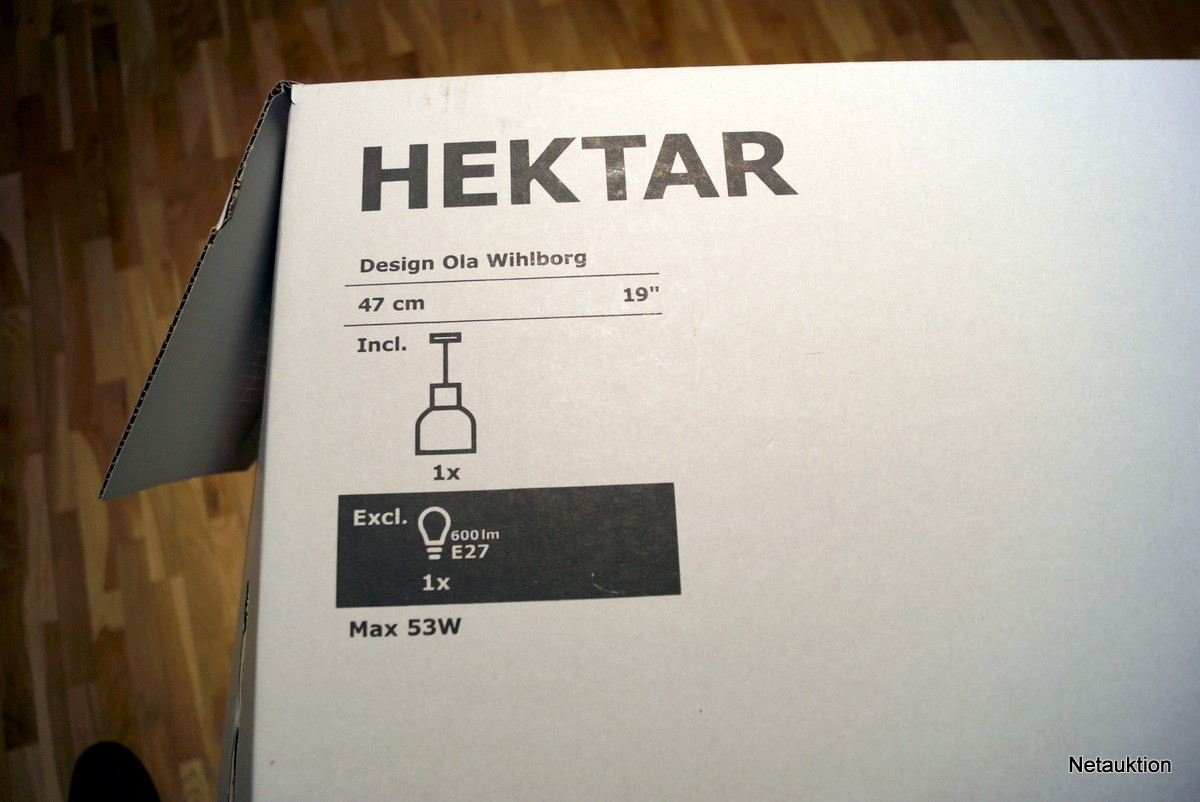 HEKTAR
Design Ola Wihlborg
47 cm 19"
Incl.
1x
Excl. 600lm
E27
1x
Max 53W
Netauktion